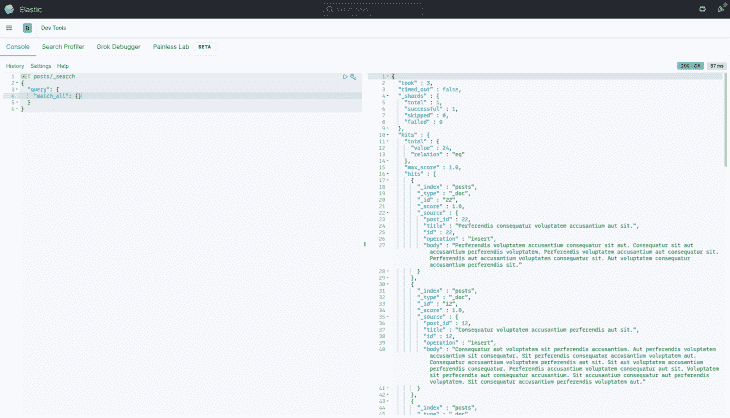 Elastic
D Dev Tools
Console Search Profiler Grok Debugger Painless Lab BETA
History Settings Help
200 OK 97 ms
1 posts/_search
2 {
3 "query": {
4 "match_all": {}
5 }
6 }
1 {
2 "took" : 3,
3 "timed_out" : false,
4 "_shards" : {
5 "total" : 1,
6 "successful" : 1,
7 "skipped" : 0,
8 "failed" : 0
9 },
10 "hits" : {
11 "total" : {
12 "value" : 24,
13 "relation" : "eq"
14 },
15 "max_score" : 1.0,
16 "hits" : [
17 {
18 "_index" : "posts",
19 "_type" : "_doc",
20 "_id" : "22",
21 "_score" : 1.0,
22 "_source" : {
23 "post_id" : 22,
24 "title" : "Perferendis consequatur voluptatem accusantium aut sit.",
25 "id" : 22,
26 "operation" : "insert",
27 "body" : "Perferendis voluptatem accusantium consequatur sit aut. Consequatur sit aut
accusantium perferendis voluptatem. Perferendis voluptatem accusantium aut consequatur sit.
Perferendis aut accusantium voluptatem consequatur sit. Aut voluptatem consequatur
accusantium perferendis sit."
28 }
29 },
30 {
31 "_index" : "posts",
32 "_type" : "_doc",
33 "_id" : "12",
34 "_score" : 1.0,
35 "_source" : {
36 "post_id" : 12,
37 "title" : "Consequatur voluptatem accusantium perferendis aut sit.",
38 "id" : 12,
39 "operation" : "insert",
40 "body" : "Consequatur aut voluptatem sit perferendis accusantium. Aut perferendis voluptatem
accusantium sit consequatur. Sit perferendis consequatur accusantium voluptatem aut.
Consequatur accusantium voluptatem perferendis aut sit. Sit aut voluptatem accusantium
consequatur. Perferendis accusantium voluptatem consequatur aut sit. Voluptatem
sit perferendis aut consequatur accusantium. Sit accusantium consequatur aut perferendis
voluptatem. Sit consequatur accusantium perferendis voluptatem aut."
41 }
42 },
43 {
44 "_index" : "posts",